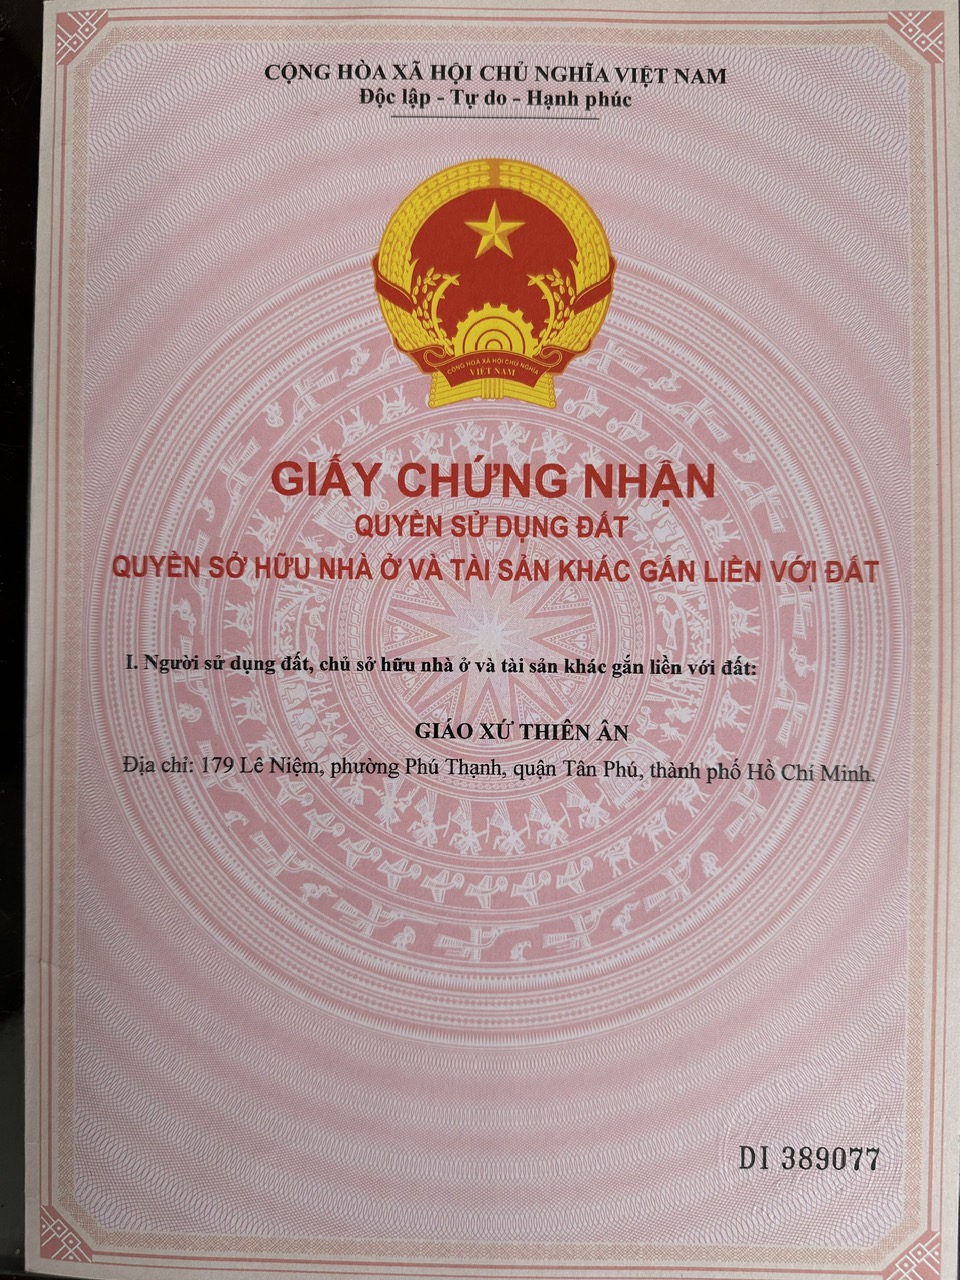 CỘNG HÒA XÃ HỘI CHỦ NGHĨA VIỆT NAM
Độc lập - Tự do - Hạnh phúc
CỘNG HOÀ XÃ HỘI CHỦ NGHĨA
VIỆT NAM
GIẤY CHỨNG NHẬN
QUYỀN SỬ DỤNG ĐẤT
QUYỀN SỞ HỮU NHÀ Ở VÀ TÀI SẢN KHÁC GẮN LIỀN VỚI ĐẤT
I. Người sử dụng đất, chủ sở hữu nhà ở và tài sản khác gắn liền với đất:
GIÁO XỨ THIÊN ÂN
Địa chỉ: 179 Lê Niệm, phường Phú Thạnh, quận Tân Phú, thành phố Hồ Chí Minh.
DI 389077